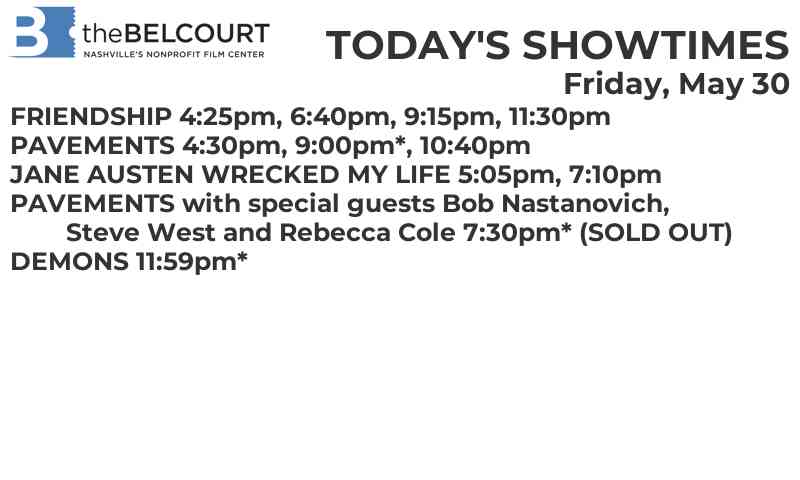 B theBELCOURT
NASHVILLE'S NONPROFIT FILM CENTER
TODAY'S SHOWTIMES
Friday, May 30
FRIENDSHIP 4:25pm, 6:40pm, 9:15pm, 11:30pm
PAVEMENTS 4:30pm, 9:00pm*, 10:40pm
JANE AUSTEN WRECKED MY LIFE 5:05pm, 7:10pm
PAVEMENTS with special guests Bob Nastanovich,
Steve West and Rebecca Cole 7:30pm* (SOLD OUT)
DEMONS 11:59pm*